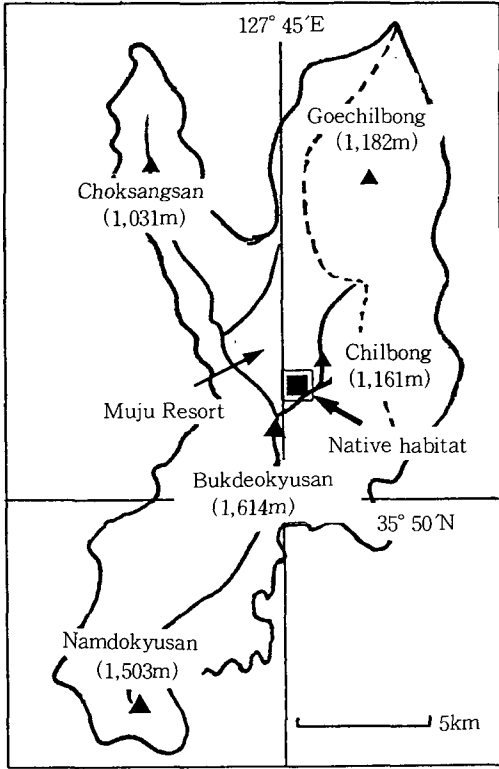 127° 45′E
Goechilbong
(1,182m)
Choksangsan
(1,031m)
Chilbong
(1,161m)
Muju Resort
Native habitat
Bukdeokyusan
(1,614m)
35° 50′N
Namdokyusan
(1,503m)
5km